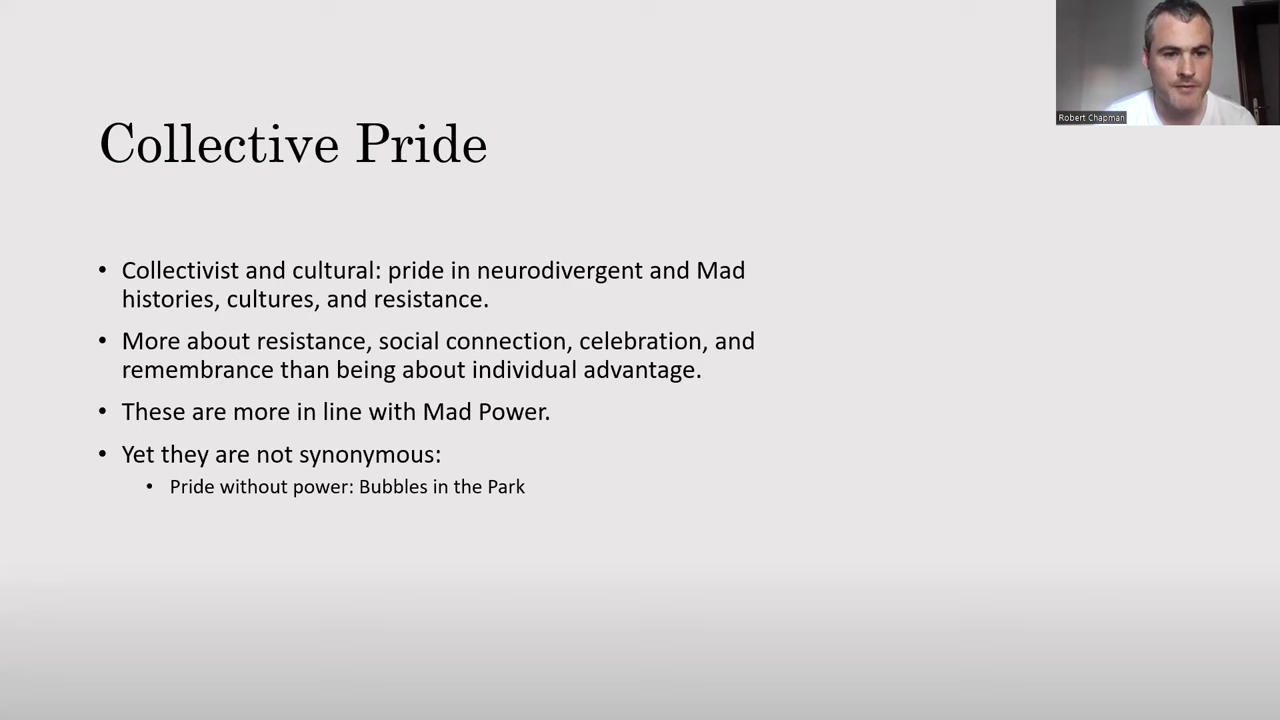 Robert Chapman
Collective Pride
• Collectivist and cultural: pride in neurodivergent and Mad
histories, cultures, and resistance.
• More about resistance, social connection, celebration, and
remembrance than being about individual advantage.
• These are more in line with Mad Power.
• Yet they are not synonymous:
• Pride without power: Bubbles in the Park